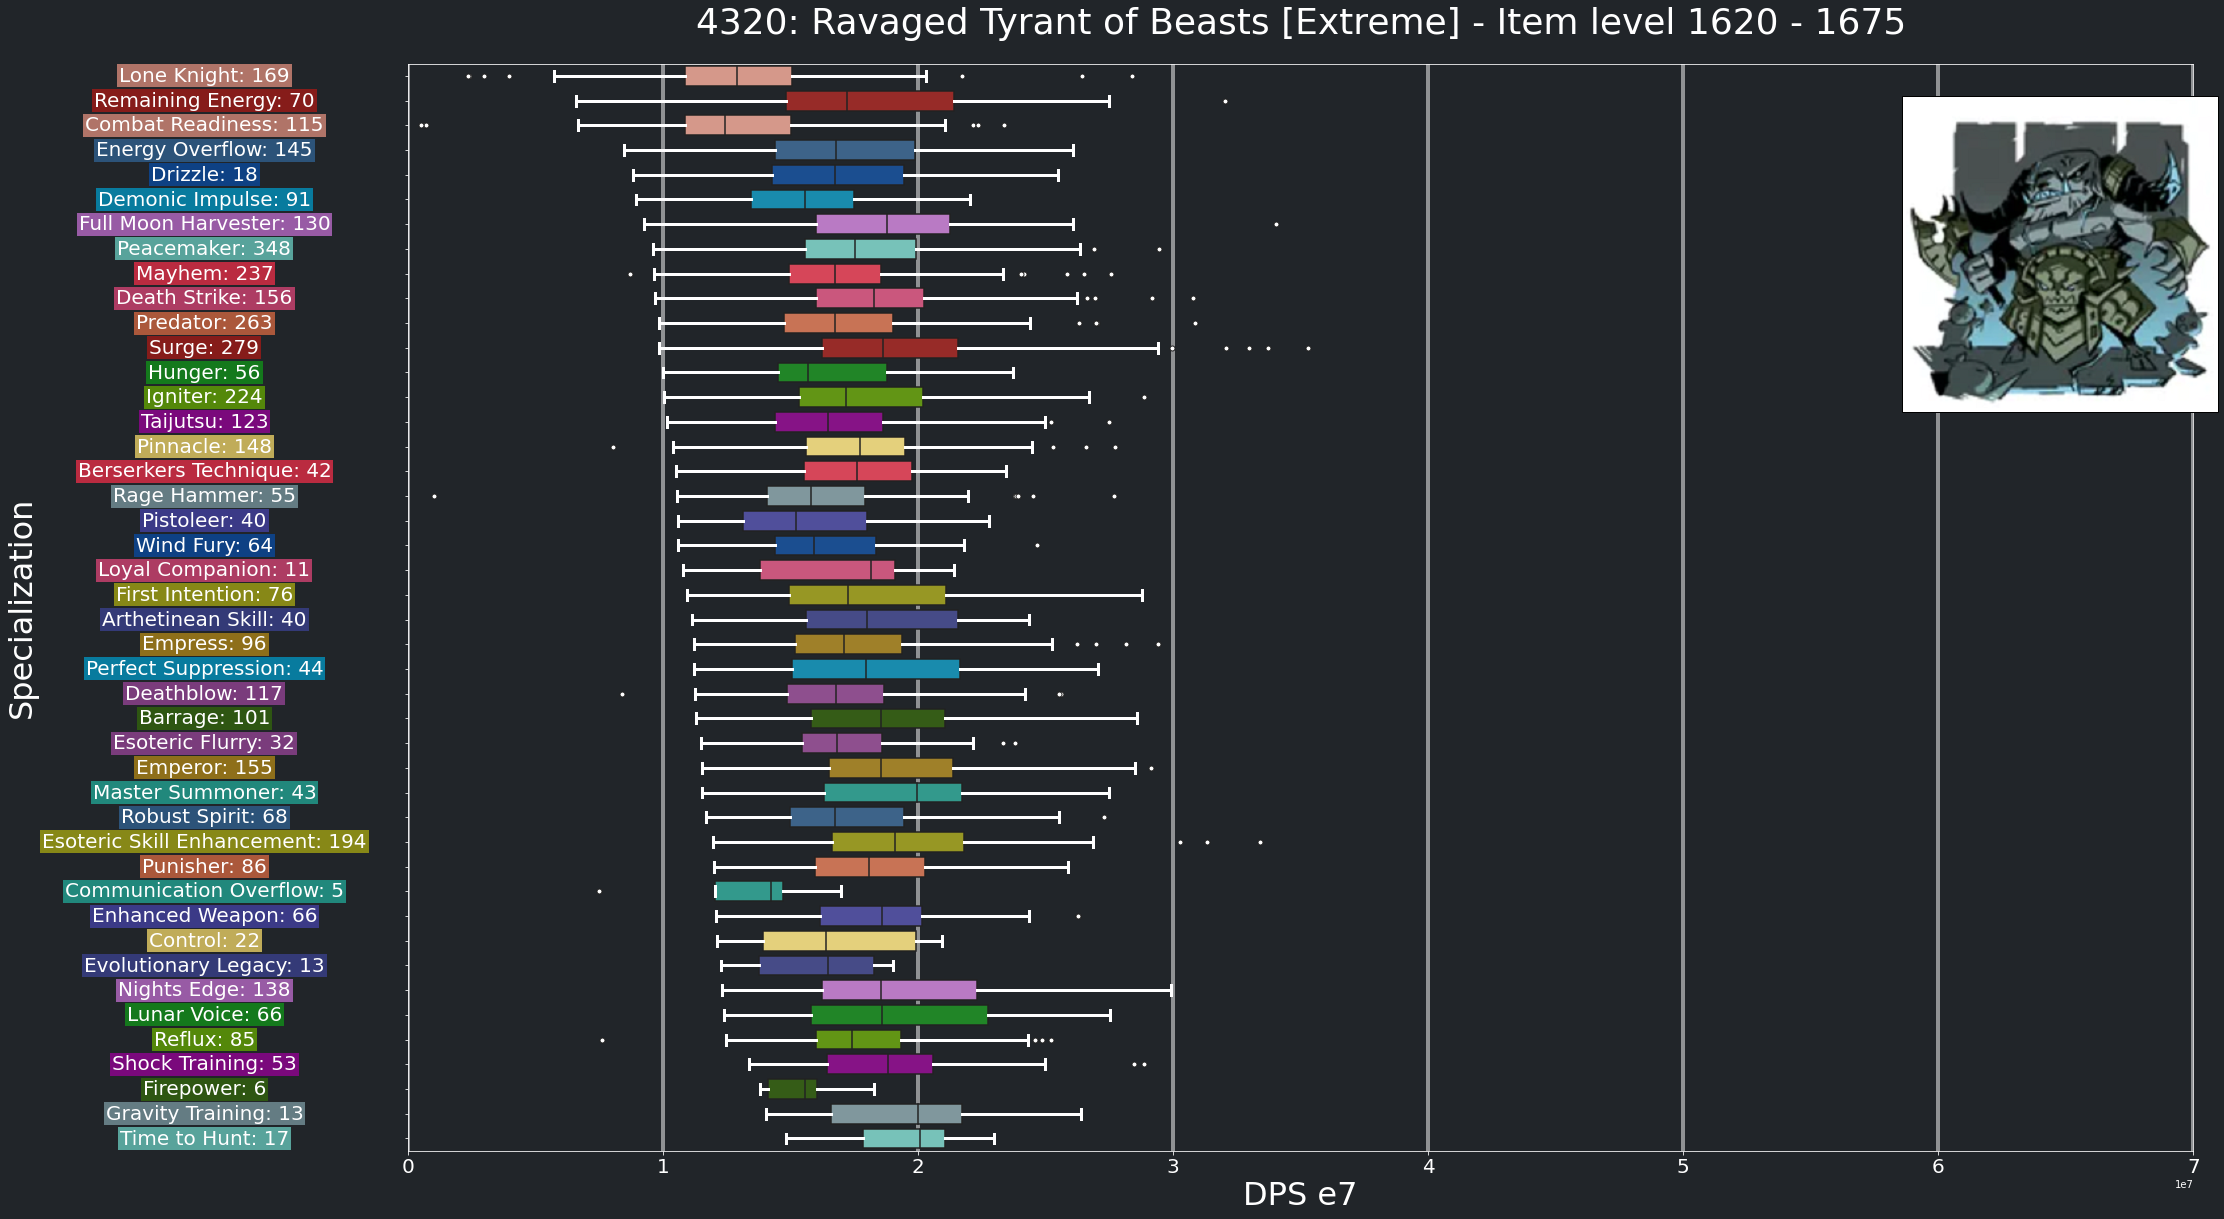 4320: Ravaged Tyrant of Beasts [Extreme] - Item level 1620 - 1675
Specialization
Lone Knight: 169
Remaining Energy: 70
Combat Readiness: 115
Energy Overflow: 145
Drizzle: 18
Demonic Impulse: 91
Full Moon Harvester: 130
Peacemaker: 348
Mayhem: 237
Death Strike: 156
Predator: 263
Surge: 279
Hunger: 56
Igniter: 224
Taijutsu: 123
Pinnacle: 148
Berserkers Technique: 42
Rage Hammer: 55
Pistoleer: 40
Wind Fury: 64
Loyal Companion: 11
First Intention: 76
Arthetinean Skill: 40
Empress: 96
Perfect Suppression: 44
Deathblow: 117
Barrage: 101
Esoteric Flurry: 32
Emperor: 155
Master Summoner: 43
Robust Spirit: 68
Esoteric Skill Enhancement: 194
Punisher: 86
Communication Overflow: 5
Enhanced Weapon: 66
Control: 22
Evolutionary Legacy: 13
Nights Edge: 138
Lunar Voice: 66
Reflux: 85
Shock Training: 53
Firepower: 6
Gravity Training: 13
Time to Hunt: 17
0 1 2 3 4 5 6 7
1e7
DPS e7